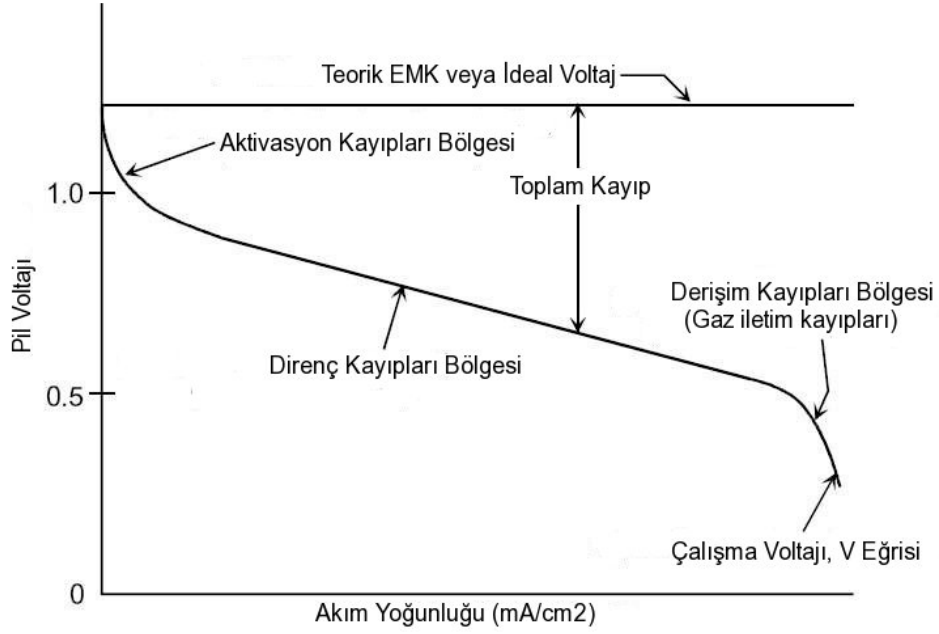 Teorik EMK veya İdeal Voltaj
Aktivasyon Kayıpları Bölgesi
Toplam Kayıp
1.0
Pil Voltajı
Derişim Kayıpları Bölgesi
(Gaz iletim kayıpları)
Direnç Kayıpları Bölgesi
0.5
Çalışma Voltajı, V Eğrisi
0
Akım Yoğunluğu (mA/cm2)